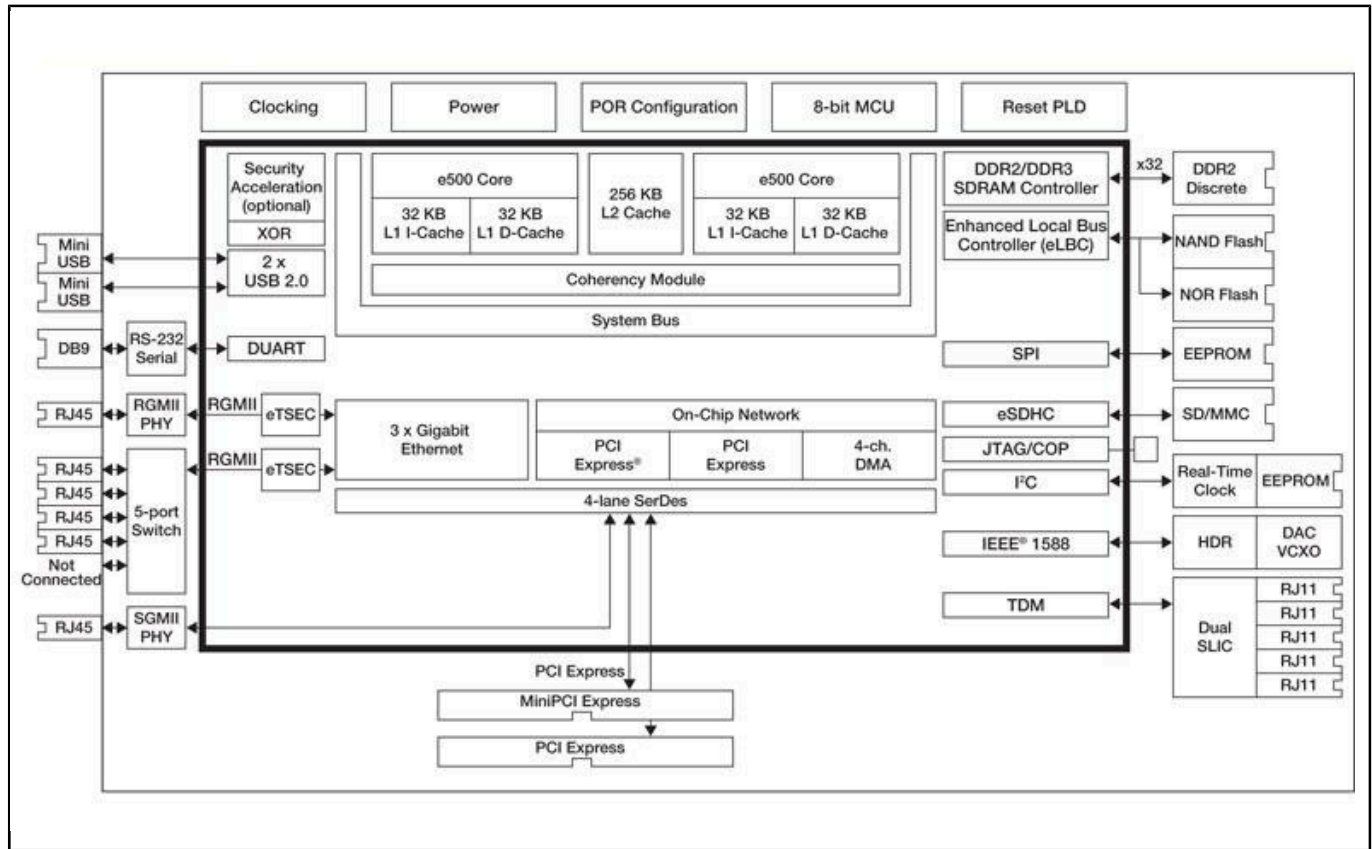 Clocking
Power
POR Configuration
8-bit MCU
Reset PLD
Security
Acceleration
(optional)
XOR
2 x
USB 2.0
e500 Core
32 KB
L1 I-Cache
32 KB
L1 D-Cache
256 KB
L2 Cache
e500 Core
32 KB
L1 I-Cache
32 KB
L1 D-Cache
Coherency Module
System Bus
DDR2/DDR3
SDRAM Controller
x32
DDR2
Discrete
Enhanced Local Bus
Controller (eLBC)
NAND Flash
NOR Flash
Mini
USB
Mini
USB
DB9
RS-232
Serial
DUART
SPI
EEPROM
RJ45
RGMII
PHY
RGMII
eTSEC
RGMII
eTSEC
3 x Gigabit
Ethernet
On-Chip Network
PCI
Express®
PCI
Express
4-ch.
DMA
4-lane SerDes
eSDHC
SD/MMC
JTAG/COP
I²C
Real-Time
Clock
EEPROM
RJ45
RJ45
RJ45
RJ45
Not
Connected
5-port
Switch
IEEE® 1588
HDR
DAC
VCXO
RJ45
SGMII
PHY
TDM
Dual
SLIC
RJ11
RJ11
RJ11
RJ11
RJ11
PCI Express
MiniPCI Express
PCI Express